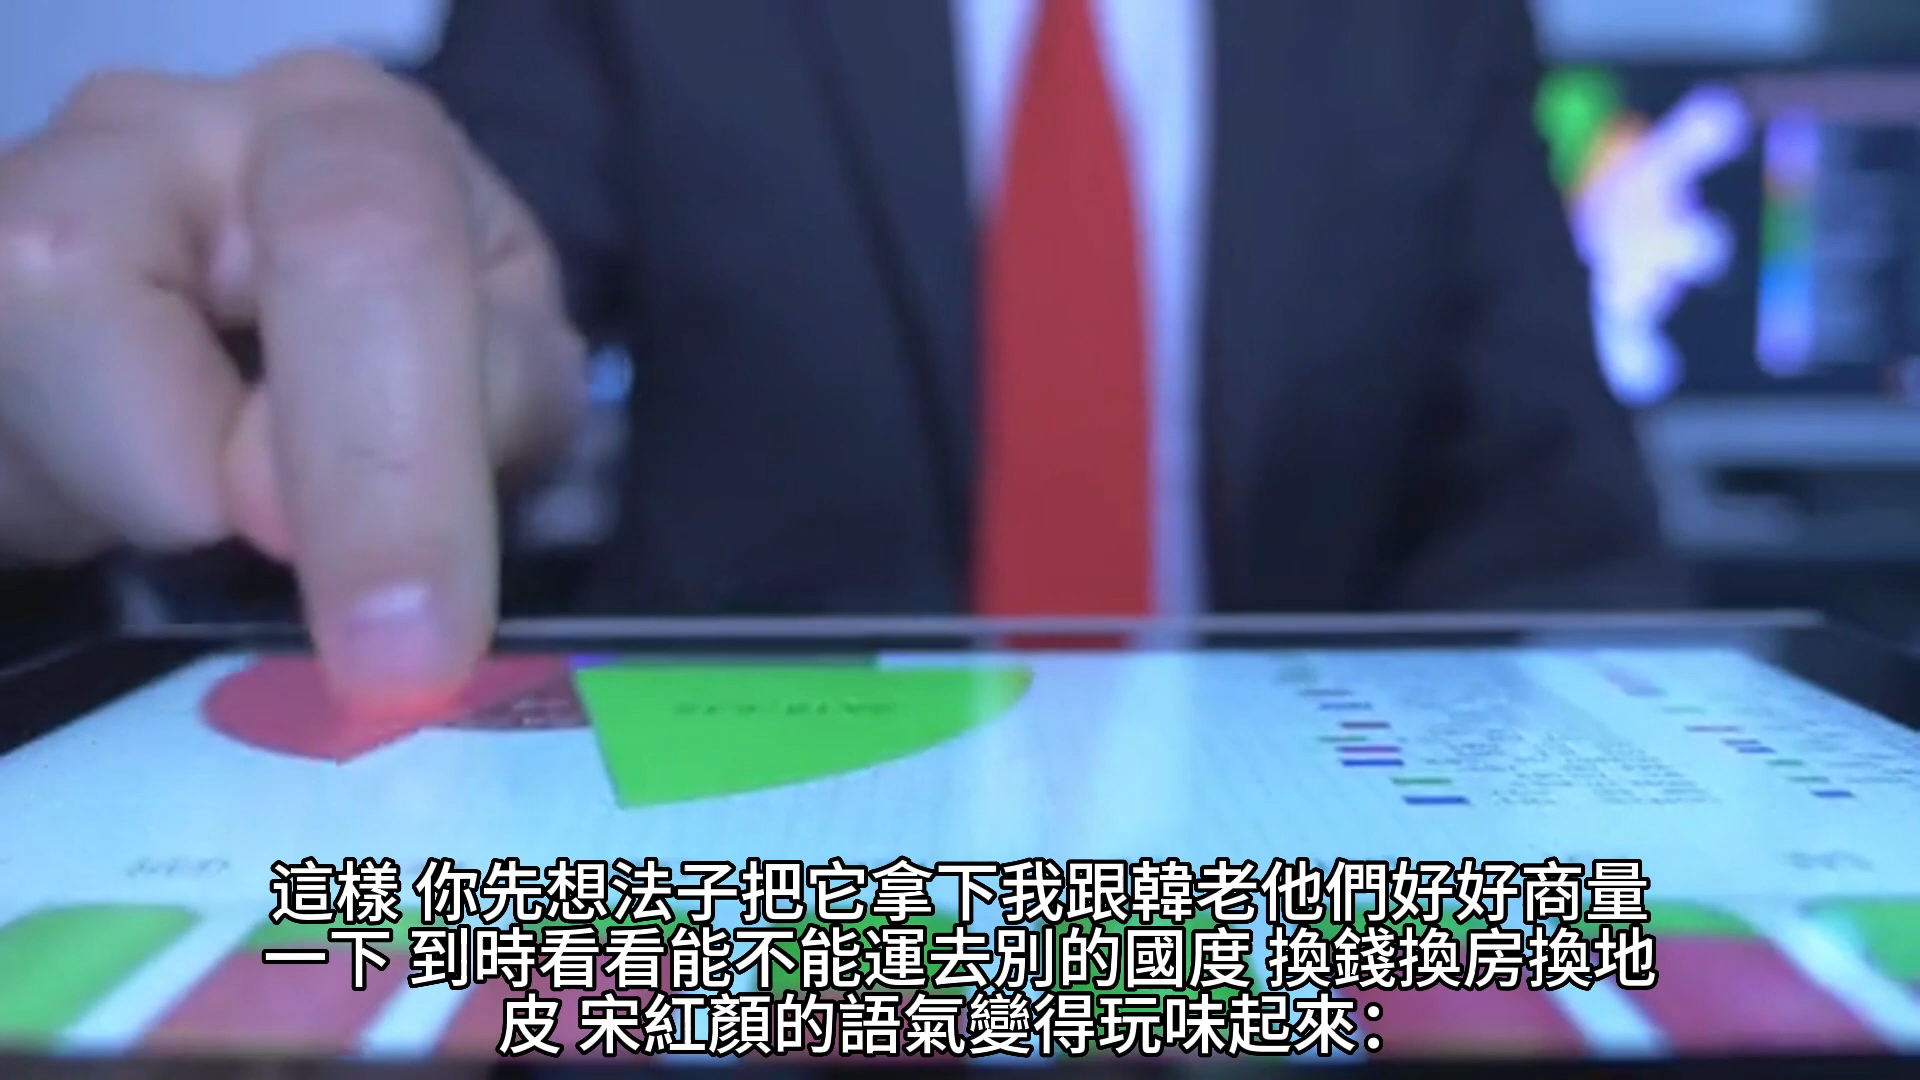 這樣 你先想法子把它拿下我跟韓老他們好好商量
一下 到時看看能不能運去別的國度 換錢換房換地
皮 宋紅顏的語氣變得玩味起來：